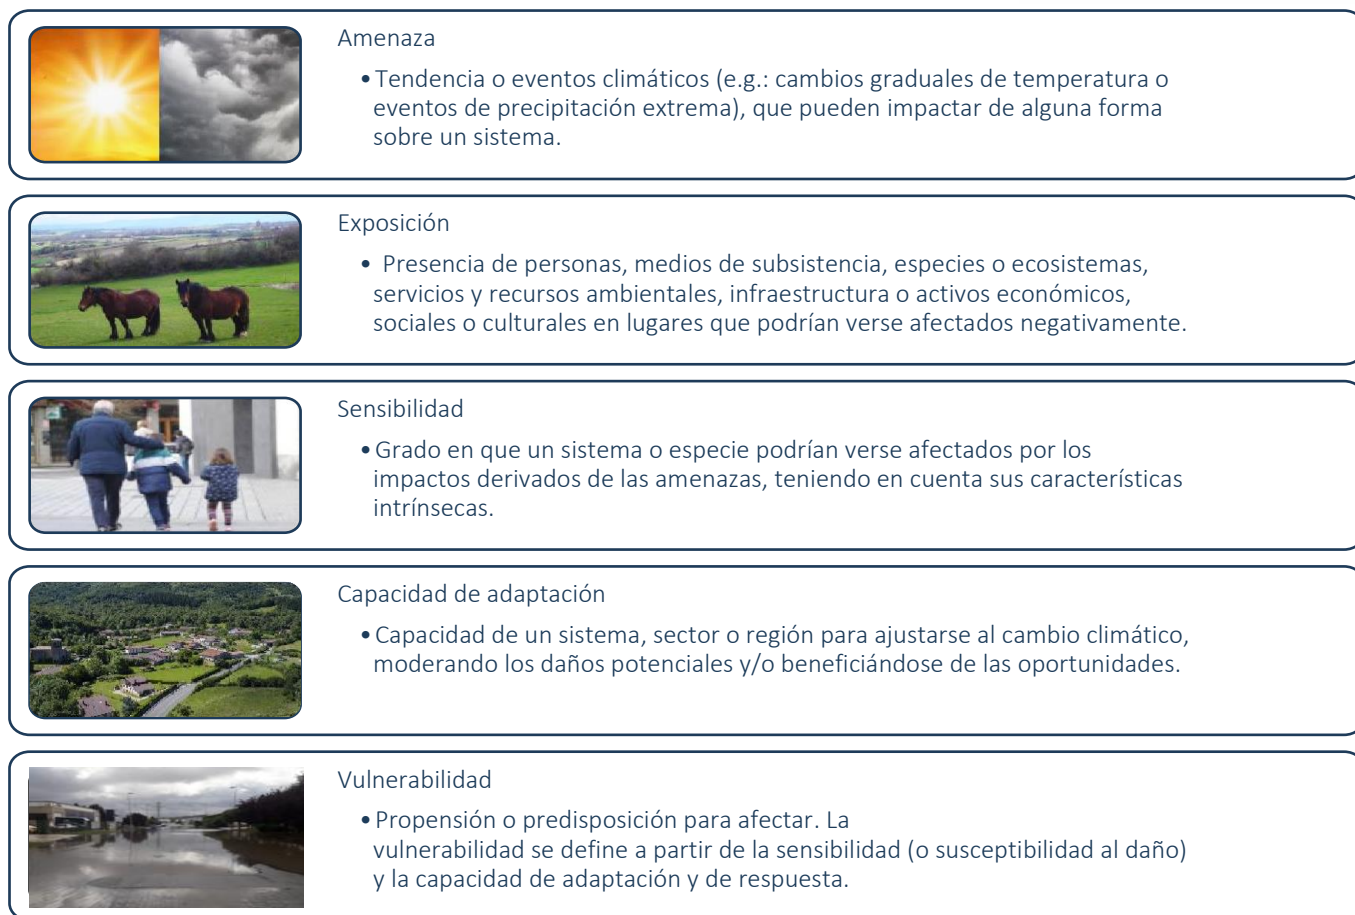 Amenaza
•Tendencia o eventos climáticos (e.g.: cambios graduales de temperatura o
eventos de precipitación extrema), que pueden impactar de alguna forma
sobre un sistema.
Exposición
• Presencia de personas, medios de subsistencia, especies o ecosistemas,
servicios y recursos ambientales, infraestructura o activos económicos,
sociales o culturales en lugares que podrían verse afectados negativamente.
Sensibilidad
•Grado en que un sistema o especie podrían verse afectados por los
impactos derivados de las amenazas, teniendo en cuenta sus características
intrínsecas.
Capacidad de adaptación
•Capacidad de un sistema, sector o región para ajustarse al cambio climático,
moderando los daños potenciales y/o beneficiándose de las oportunidades.
Vulnerabilidad
•Propensión o predisposición para afectar. La
vulnerabilidad se define a partir de la sensibilidad (o susceptibilidad al daño)
y la capacidad de adaptación y de respuesta.